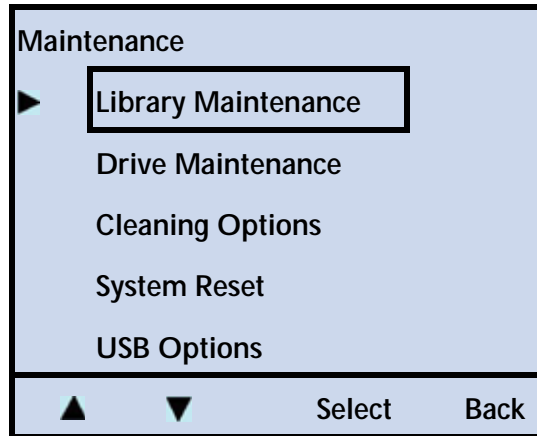 Maintenance
Library Maintenance
Drive Maintenance
Cleaning Options
System Reset
USB Options
Select Back